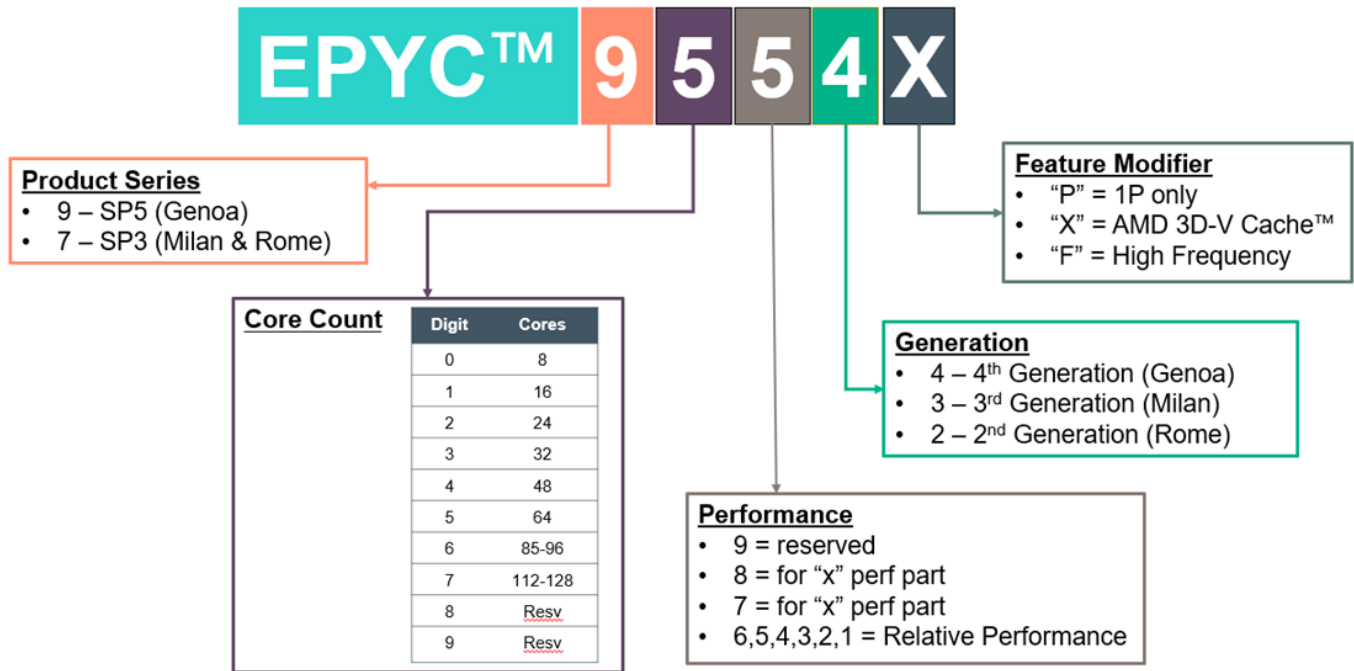 EPYC™ 9 5 5 4 X
Product Series
• 9 – SP5 (Genoa)
• 7 – SP3 (Milan & Rome)
Feature Modifier
• “P” = 1P only
• “X” = AMD 3D-V Cache™
• “F” = High Frequency
Core Count
Digit Cores
0 8
1 16
2 24
3 32
4 48
5 64
6 85-96
7 112-128
8 Resv
9 Resv
Generation
• 4 – 4th Generation (Genoa)
• 3 – 3rd Generation (Milan)
• 2 – 2nd Generation (Rome)
Performance
• 9 = reserved
• 8 = for “x” perf part
• 7 = for “x” perf part
• 6,5,4,3,2,1 = Relative Performance